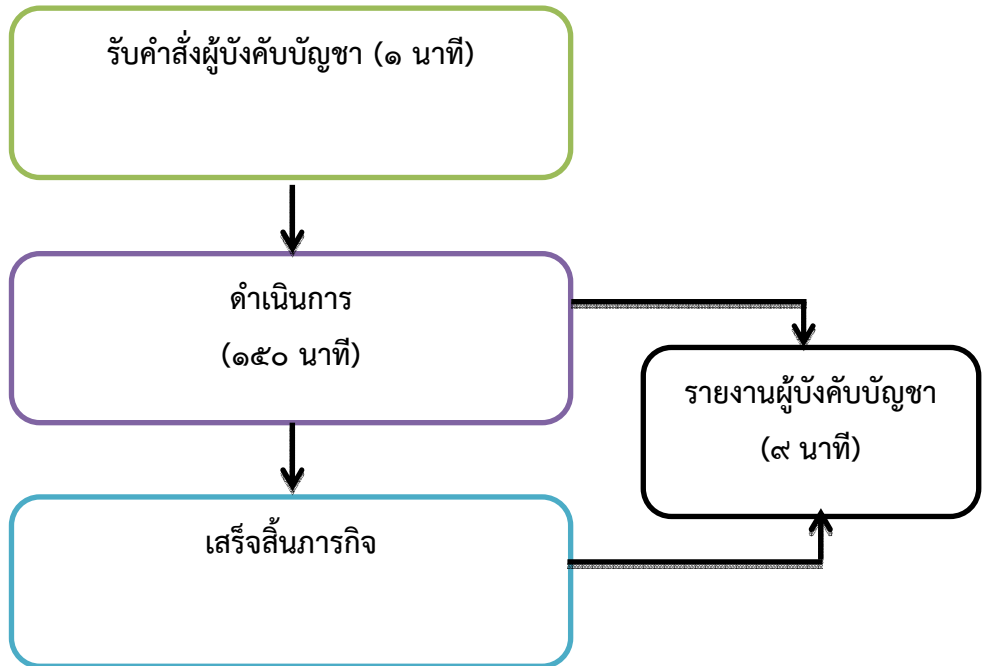 รับคำสั่งผู้บังคับบัญชา (๑ นาที)
ดำเนินการ
(๑๕๐ นาที)
รายงานผู้บังคับบัญชา
(๙ นาที)
เสร็จสิ้นภารกิจ